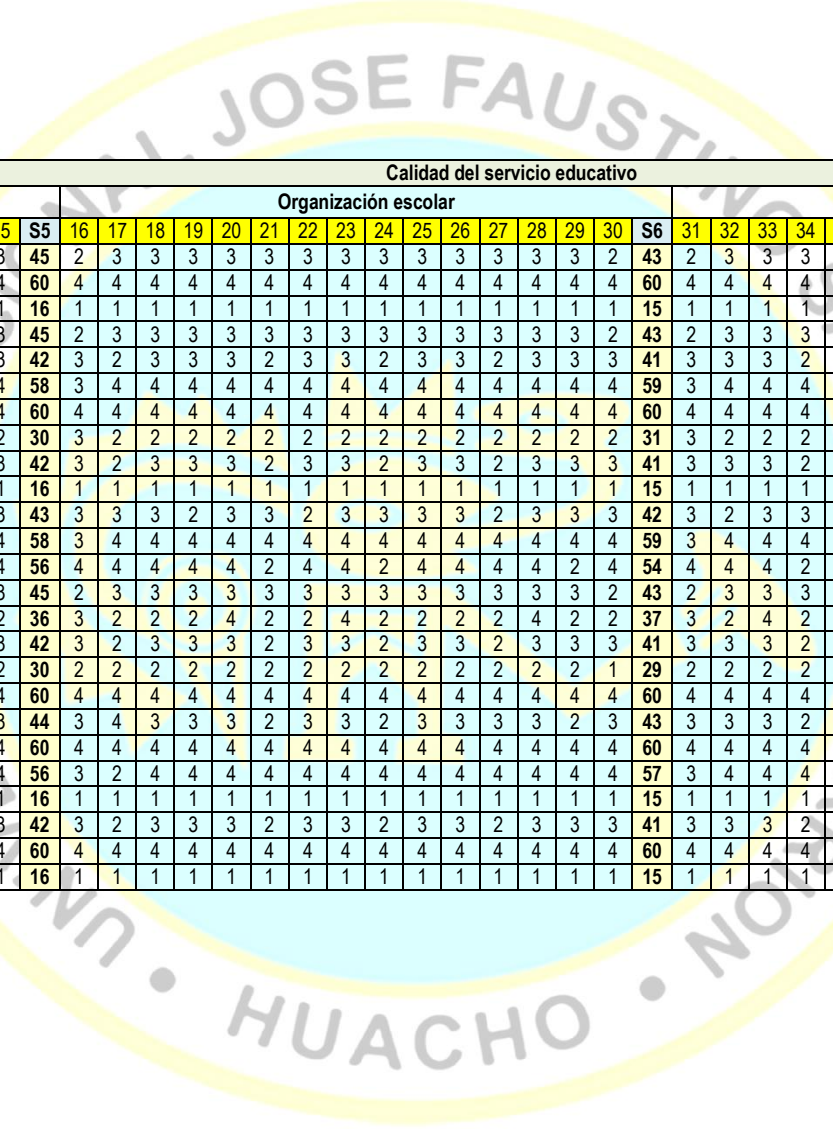 JOSE FAUSTINO
Calidad del servicio educativo
Organización escolar
5 S5 16 17 18 19 20 21 22 23 24 25 26 27 28 29 30 S6 31 32 33 34
3 45 2 3 3 3 3 3 3 3 3 3 3 3 3 3 2 43 2 3 3 3
4 60 4 4 4 4 4 4 4 4 4 4 4 4 4 4 4 60 4 4 4 4
1 16 1 1 1 1 1 1 1 1 1 1 1 1 1 1 1 15 1 1 1 1
3 45 2 3 3 3 3 3 3 3 3 3 3 3 3 3 2 43 2 3 3 3
3 42 3 2 3 3 3 2 3 3 2 3 3 2 3 3 3 41 3 3 3 2
4 58 3 4 4 4 4 4 4 4 4 4 4 4 4 4 4 59 3 4 4 4
4 60 4 4 4 4 4 4 4 4 4 4 4 4 4 4 4 60 4 4 4 4
2 30 3 2 2 2 2 2 2 2 2 2 2 2 2 2 2 31 3 2 2 2
3 42 3 2 3 3 3 2 3 3 2 3 3 2 3 3 3 41 3 3 3 2
1 16 1 1 1 1 1 1 1 1 1 1 1 1 1 1 1 15 1 1 1 1
3 43 3 3 3 2 3 3 2 3 3 3 3 2 3 3 3 42 3 2 3 3
4 58 3 4 4 4 4 4 4 4 4 4 4 4 4 4 4 59 3 4 4 4
4 56 4 4 4 4 4 2 4 4 2 4 4 4 4 2 4 54 4 4 4 2
3 45 2 3 3 3 3 3 3 3 3 3 3 3 3 3 2 43 2 3 3 3
2 36 3 2 2 2 4 2 2 4 2 2 2 2 4 2 2 37 3 2 4 2
3 42 3 2 3 3 3 2 3 3 2 3 3 2 3 3 3 41 3 3 3 2
2 30 2 2 2 2 2 2 2 2 2 2 2 2 2 2 1 29 2 2 2 2
4 60 4 4 4 4 4 4 4 4 4 4 4 4 4 4 4 60 4 4 4 4
3 44 3 4 3 3 3 2 3 3 2 3 3 3 3 2 3 43 3 3 3 2
4 60 4 4 4 4 4 4 4 4 4 4 4 4 4 4 4 60 4 4 4 4
4 56 3 2 4 4 4 4 4 4 4 4 4 4 4 4 4 57 3 4 4 4
1 16 1 1 1 1 1 1 1 1 1 1 1 1 1 1 1 15 1 1 1 1
3 42 3 2 3 3 3 2 3 3 2 3 3 2 3 3 3 41 3 3 3 2
4 60 4 4 4 4 4 4 4 4 4 4 4 4 4 4 4 60 4 4 4 4
1 16 1 1 1 1 1 1 1 1 1 1 1 1 1 1 1 15 1 1 1 1
• HUACHO •